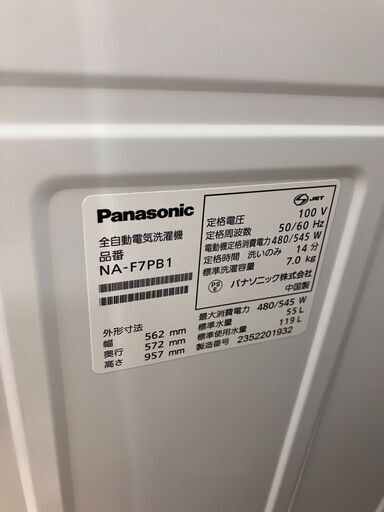 Panasonic
全自動電気洗濯機
品番
NA-F7PB1
外形寸法
幅 562 mm
奥行 572 mm
高さ 957 mm
JET
定格電圧 100 V
定格周波数 50/60 Hz
電動機定格消費電力 480/545 W
定格時間 洗いのみ 14 分
標準洗濯容量 7.0 kg
PS E パナソニック株式会社
中国製
最大消費電力 480/545 W
標準水量 55 L
標準使用水量 119 L
製造番号 2352201932